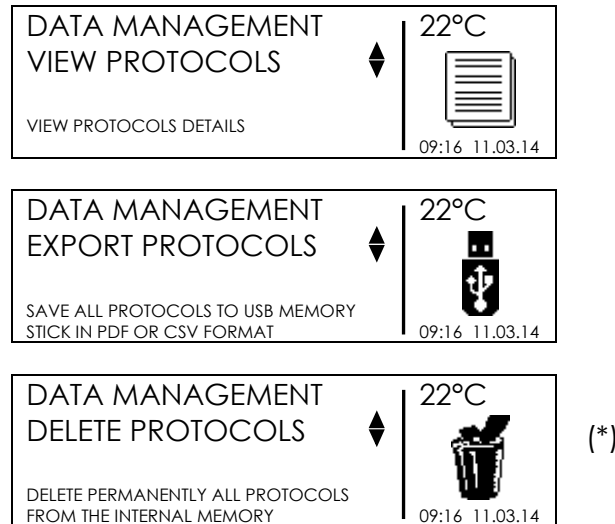 DATA MANAGEMENT
VIEW PROTOCOLS
VIEW PROTOCOLS DETAILS
22°C
09:16 11.03.14
DATA MANAGEMENT
EXPORT PROTOCOLS
SAVE ALL PROTOCOLS TO USB MEMORY
STICK IN PDF OR CSV FORMAT
22°C
09:16 11.03.14
DATA MANAGEMENT
DELETE PROTOCOLS
DELETE PERMANENTLY ALL PROTOCOLS
FROM THE INTERNAL MEMORY
22°C
09:16 11.03.14
(*)